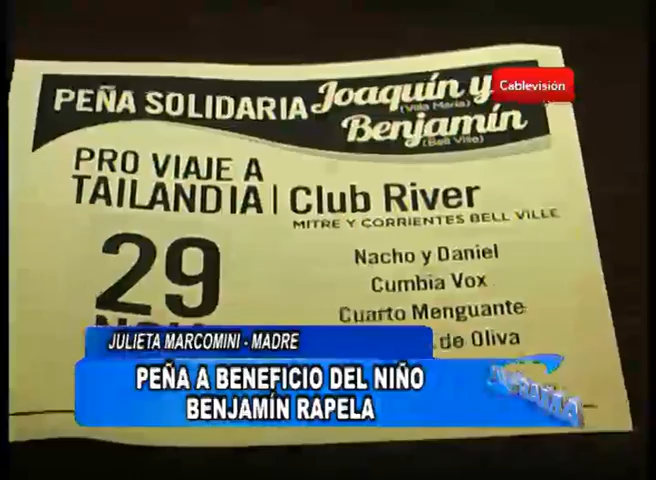 PEÑA SOLIDARIA Joaquín y
(Villa María)
Benjamín
(Bell Ville)
Cablevisión
PRO VIAJE A
TAILANDIA | Club River
MITRE Y CORRIENTES BELL VILLE
29
Nacho y Daniel
Cumbia Vox
Cuarto Menguante
de Oliva
JULIETA MARCOMINI - MADRE
PEÑA A BENEFICIO DEL NIÑO
BENJAMÍN RAPELA